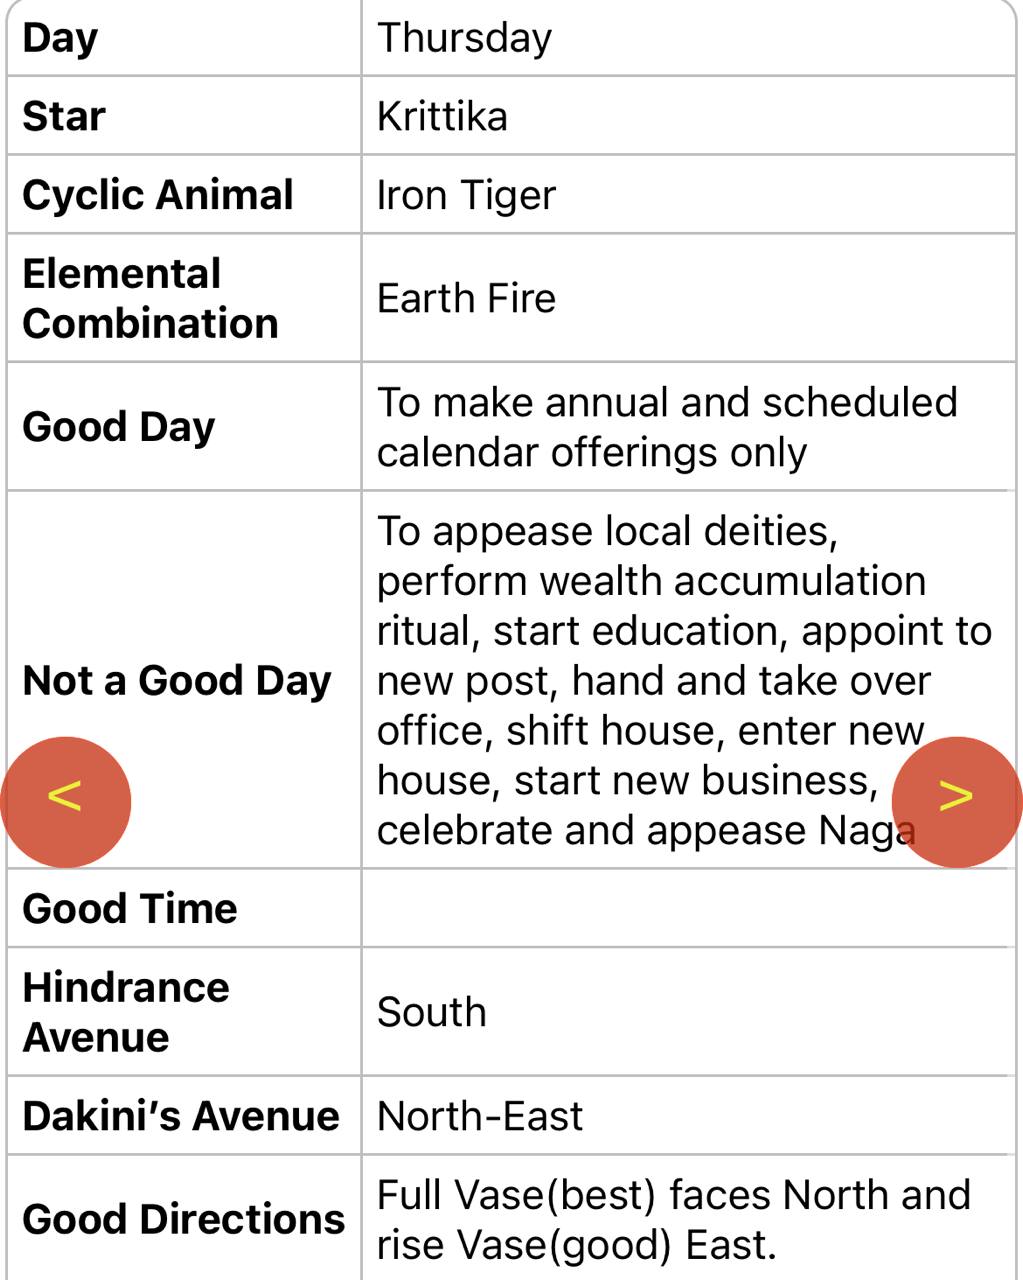 Day
Thursday
Star
Krittika
Cyclic Animal
Iron Tiger
Elemental
Combination
Earth Fire
Good Day
To make annual and scheduled
calendar offerings only
Not a Good Day
To appease local deities,
perform wealth accumulation
ritual, start education, appoint to
new post, hand and take over
office, shift house, enter new
house, start new business,
celebrate and appease Naga
<
>
Good Time
Hindrance
Avenue
South
Dakini’s Avenue
North-East
Good Directions
Full Vase(best) faces North and
rise Vase(good) East.